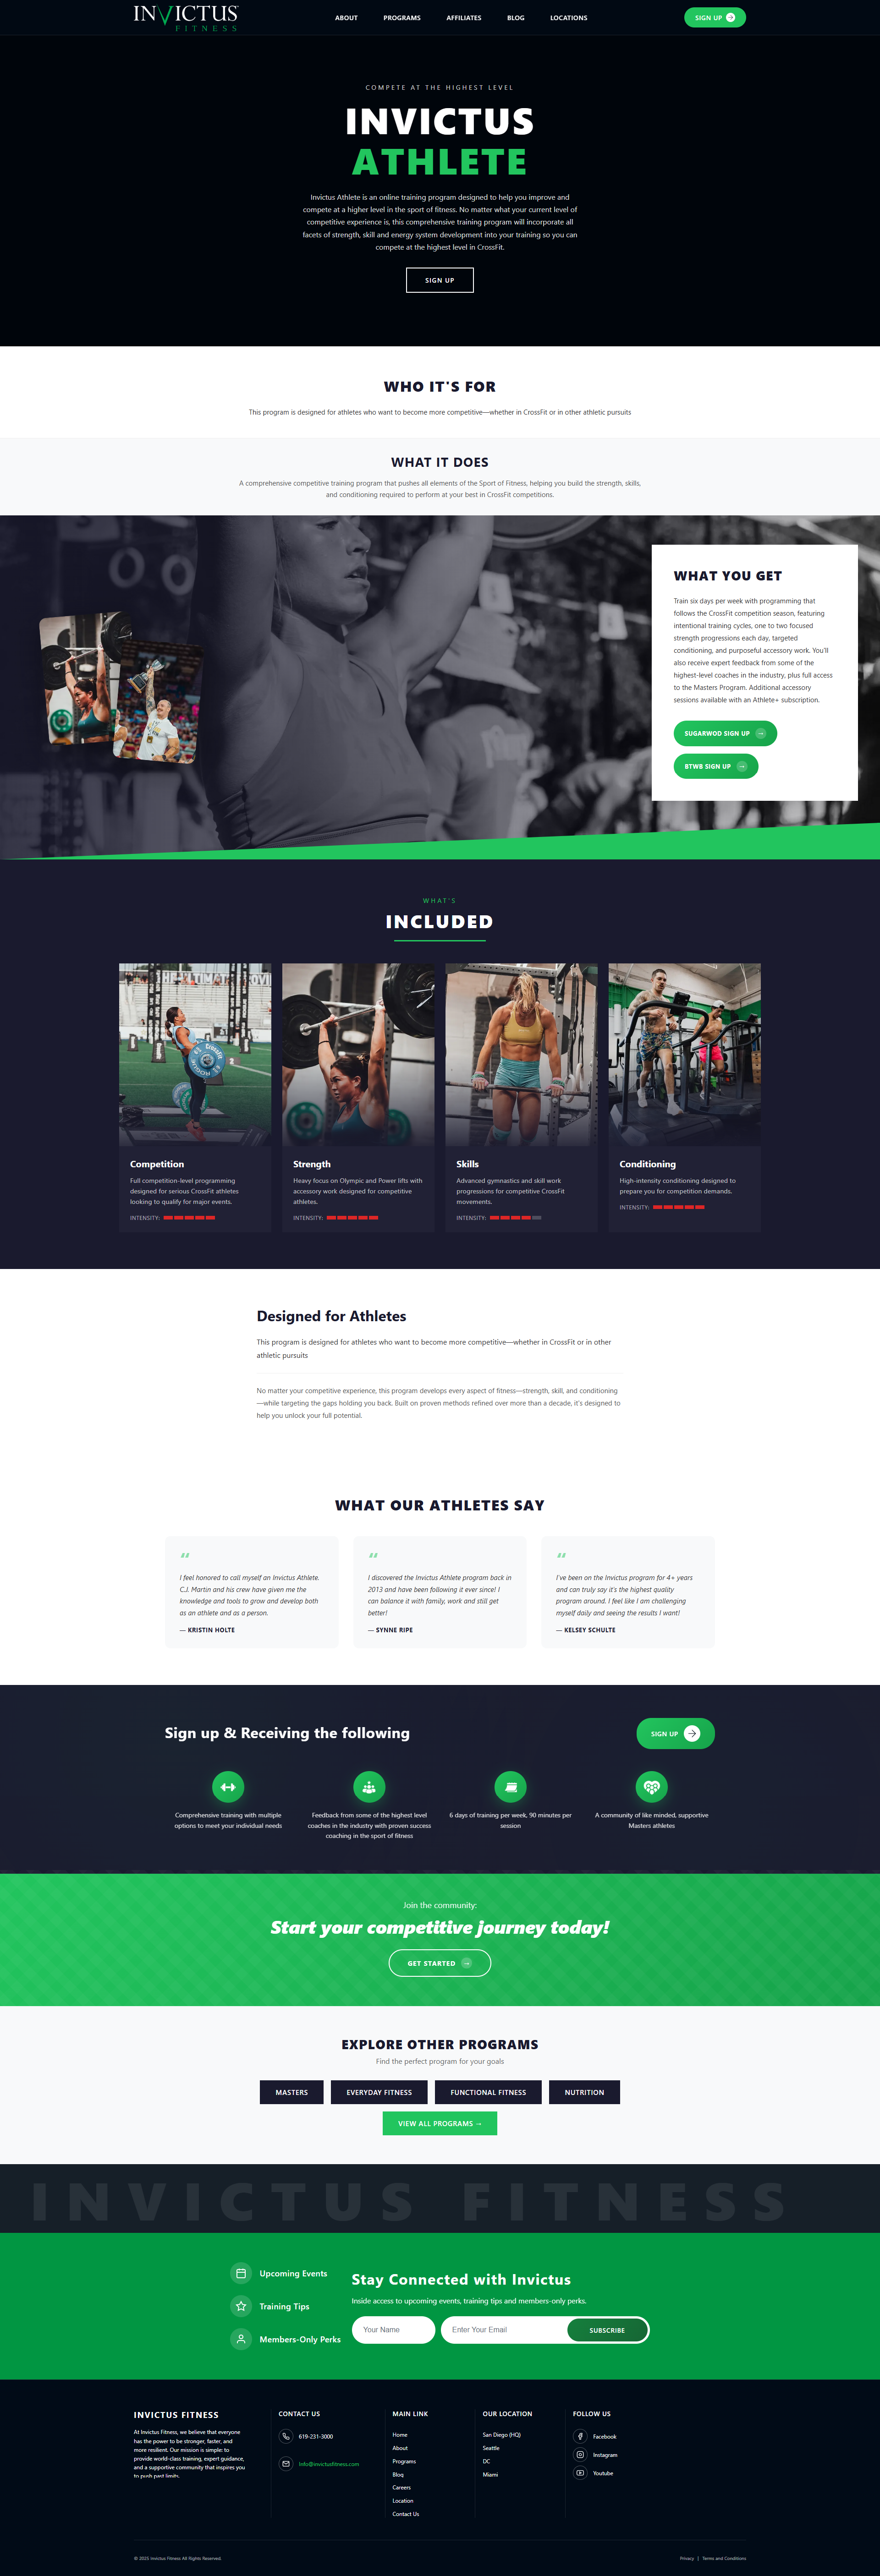 INVICTUS
FITNESS
ABOUT
PROGRAMS
AFFILIATES
BLOG
LOCATIONS
SIGN UP
COMPETE AT THE HIGHEST LEVEL
INVICTUS
ATHLETE
Invictus Athlete is an online training program designed to help you improve and
compete at a higher level in the sport of fitness. No matter what your current level of
competitive experience is, this comprehensive training program will incorporate all
facets of strength, skill and energy system development into your training so you can
compete at the highest level in CrossFit.
SIGN UP
WHO IT'S FOR
This program is designed for athletes who want to become more competitive—whether in CrossFit or in other athletic pursuits
WHAT IT DOES
A comprehensive competitive training program that pushes all elements of the Sport of Fitness, helping you build the strength, skills,
and conditioning required to perform at your best in CrossFit competitions.
WHAT YOU GET
Train six days per week with programming that
follows the CrossFit competition season, featuring
intentional training cycles, one to two focused
strength progressions each day, targeted
conditioning, and purposeful accessory work. You'll
also receive expert feedback from some of the
highest-level coaches in the industry, plus full access
to the Masters Program. Additional accessory
sessions available with an Athlete+ subscription.
SUGARWOD SIGN UP →
BTWB SIGN UP →
WHAT'S
INCLUDED
Competition
Full competition-level programming
designed for serious CrossFit athletes
looking to qualify for major events.
INTENSITY:
Strength
Heavy focus on Olympic and Power lifts with
accessory work designed for competitive
athletes.
INTENSITY:
Skills
Advanced gymnastics and skill work
progressions for competitive CrossFit
movements.
INTENSITY:
Conditioning
High-intensity conditioning designed to
prepare you for competition demands.
INTENSITY:
Designed for Athletes
This program is designed for athletes who want to become more competitive—whether in CrossFit or in other
athletic pursuits
No matter your competitive experience, this program develops every aspect of fitness—strength, skill, and conditioning
—while targeting the gaps holding you back. Built on proven methods refined over more than a decade, it's designed to
help you unlock your full potential.
WHAT OUR ATHLETES SAY
"
I feel honored to call myself an Invictus Athlete.
C.J. Martin and his crew have given me the
knowledge and tools to grow and develop both
as an athlete and as a person.
— KRISTIN HOLTE
"
I discovered the Invictus Athlete program back in
2013 and have been following it ever since! I
can balance it with family, work and still get
better!
— SYNNE RIPE
"
I've been on the Invictus program for 4+ years
and can truly say it's the highest quality
program around. I feel like I am challenging
myself daily and seeing the results I want!
— KELSEY SCHULTE
Sign up & Receiving the following
SIGN UP
Comprehensive training with multiple
options to meet your individual needs
Feedback from some of the highest level
coaches in the industry with proven success
coaching in the sport of fitness
6 days of training per week, 90 minutes per
session
A community of like minded, supportive
Masters athletes
Join the community:
Start your competitive journey today!
GET STARTED →
EXPLORE OTHER PROGRAMS
Find the perfect program for your goals
MASTERS
EVERYDAY FITNESS
FUNCTIONAL FITNESS
NUTRITION
VIEW ALL PROGRAMS →
INVICTUS FITNESS
Upcoming Events
Training Tips
Members-Only Perks
Stay Connected with Invictus
Inside access to upcoming events, training tips and members-only perks.
Your Name
Enter Your Email
SUBSCRIBE
INVICTUS FITNESS
At Invictus Fitness, we believe that everyone
has the power to be stronger, faster, and
more resilient. Our mission is simple: to
provide world-class training, expert guidance,
and a supportive community that inspires you
to push past limits.
CONTACT US
619-231-3000
Info@invictusfitness.com
MAIN LINK
Home
About
Programs
Blog
Careers
Location
Contact Us
OUR LOCATION
San Diego (HQ)
Seattle
DC
Miami
FOLLOW US
Facebook
Instagram
Youtube
© 2025 Invictus Fitness All Rights Reserved.
Privacy | Terms and Conditions